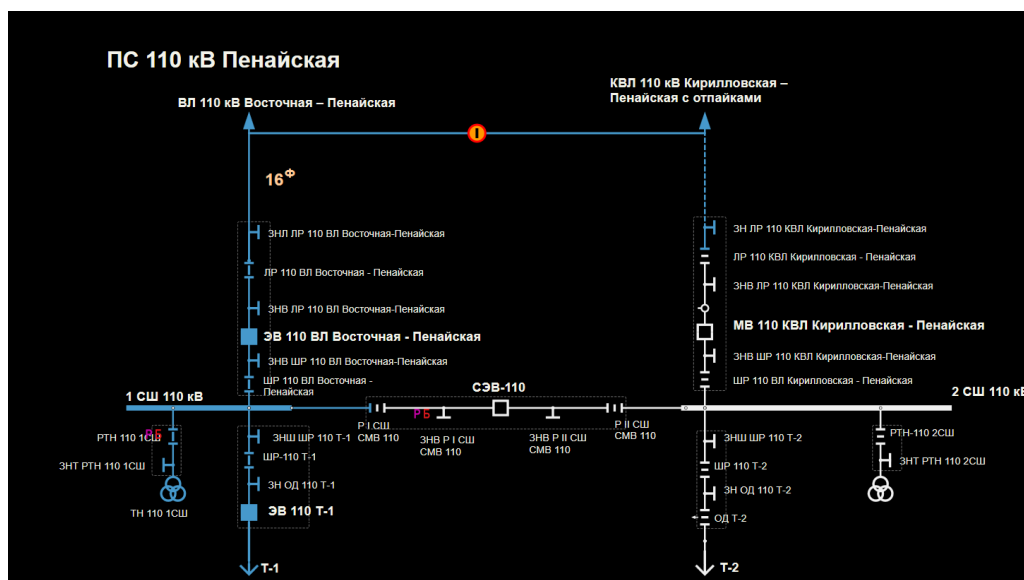 ПС 110 кВ Пенайская
КВЛ 110 кВ Кирилловская –
Пенайская с отпайками
ВЛ 110 кВ Восточная – Пенайская
I
16Ф
ЗНЛ ЛР 110 ВЛ Восточная-Пенайская
ЗН ЛР 110 КВЛ Кирилловская-Пенайская
ЛР 110 ВЛ Восточная - Пенайская
ЛР 110 КВЛ Кирилловская - Пенайская
ЗНВ ЛР 110 ВЛ Восточная-Пенайская
ЗНВ ЛР 110 КВЛ Кирилловская-Пенайская
ЭВ 110 ВЛ Восточная - Пенайская
МВ 110 КВЛ Кирилловская - Пенайская
ЗНВ ШР 110 ВЛ Восточная-Пенайская
ЗНВ ШР 110 КВЛ Кирилловская-Пенайская
ШР 110 ВЛ Восточная -
Пенайская
ШР 110 ВЛ Кирилловская - Пенайская
СЭВ-110
1 СШ 110 кВ
2 СШ 110 кВ
РБ
Р I СШ
СМВ 110
ЗНВ Р I СШ
СМВ 110
ЗНВ Р II СШ
СМВ 110
Р II СШ
СМВ 110
РТН 110 1СШ
РБ
ЗНТ РТН 110 1СШ
ТН 110 1СШ
ЗНШ ШР 110 Т-1
ШР-110 Т-1
ЗН ОД 110 Т-1
ЭВ 110 Т-1
Т-1
ЗНШ ШР 110 Т-2
ШР 110 Т-2
ЗН ОД 110 Т-2
ОД Т-2
Т-2
РТН-110 2СШ
ЗНТ РТН 110 2СШ